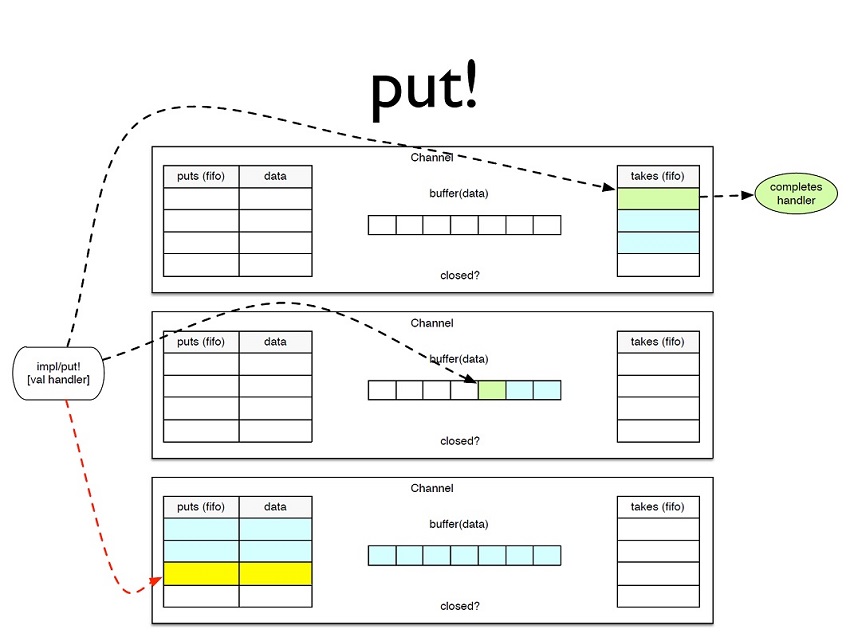 put!
Channel
puts (fifo) data
buffer(data)
takes (fifo)
closed?
completes
handler
Channel
puts (fifo) data
buffer(data)
takes (fifo)
closed?
impl/put!
[val handler]
Channel
puts (fifo) data
buffer(data)
takes (fifo)
closed?